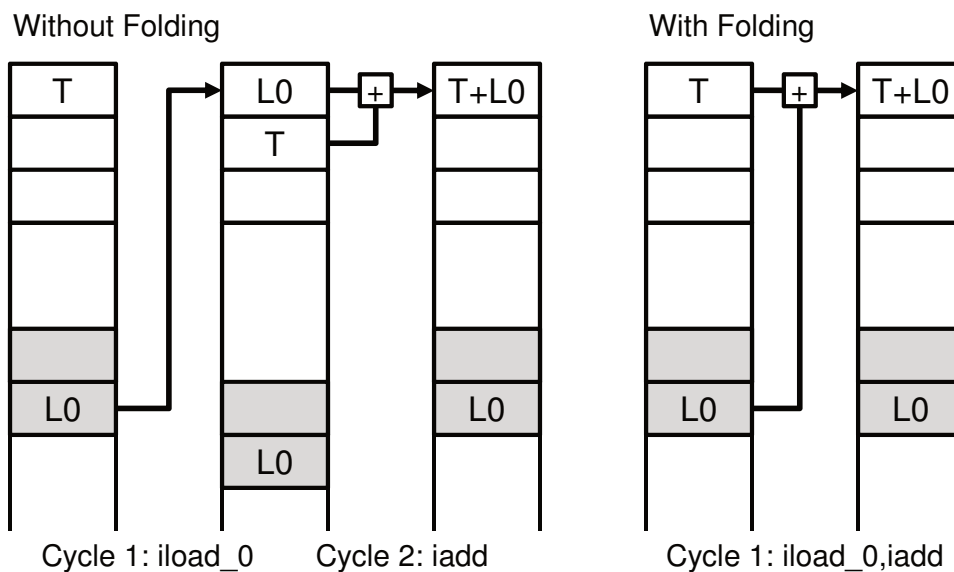 Without Folding
With Folding
T
L0
+
T+L0
T
+
T+L0
T
L0
L0
L0
L0
L0
Cycle 1: iload_0
Cycle 2: iadd
Cycle 1: iload_0,iadd